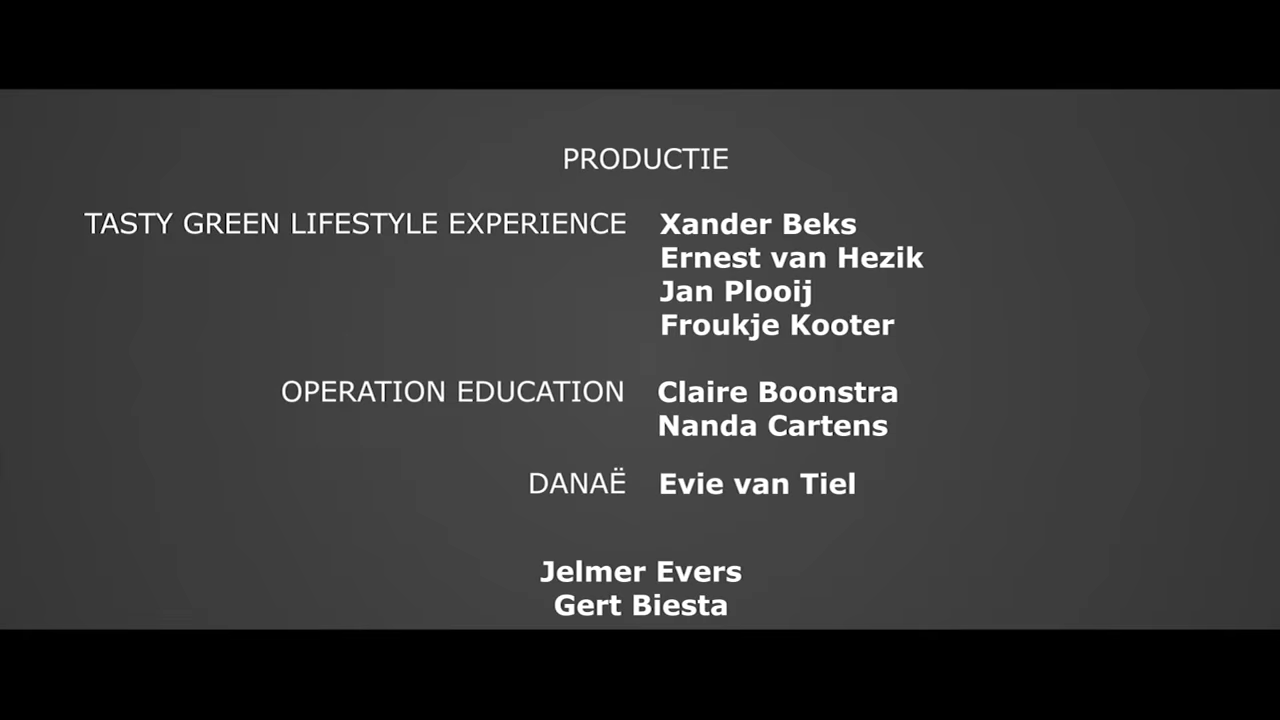 PRODUCTIE
TASTY GREEN LIFESTYLE EXPERIENCE Xander Beks
Ernest van Hezik
Jan Plooij
Froukje Kooter
OPERATION EDUCATION Claire Boonstra
Nanda Cartens
DANAË Evie van Tiel
Jelmer Evers
Gert Biesta